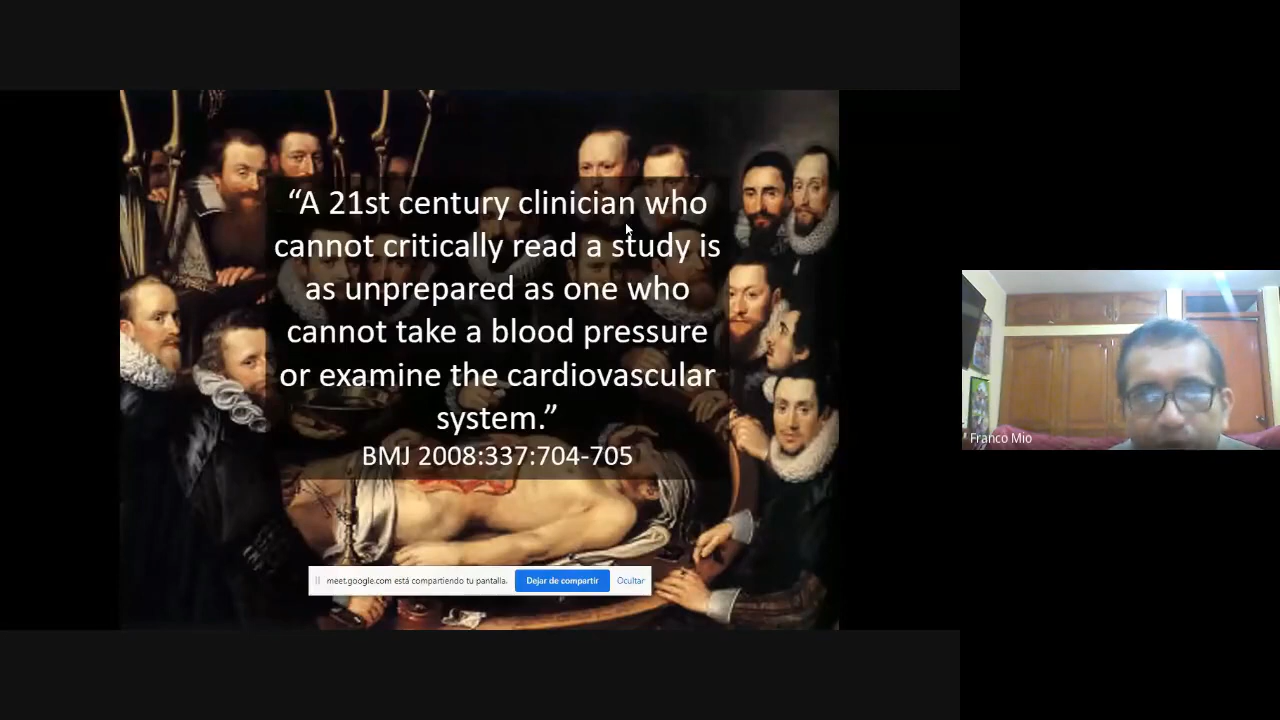 “A 21st century clinician who
cannot critically read a study is
as unprepared as one who
cannot take a blood pressure
or examine the cardiovascular
system.”
BMJ 2008:337:704-705
meet.google.com está compartiendo tu pantalla.
Dejar de compartir
Ocultar
Franco Mio